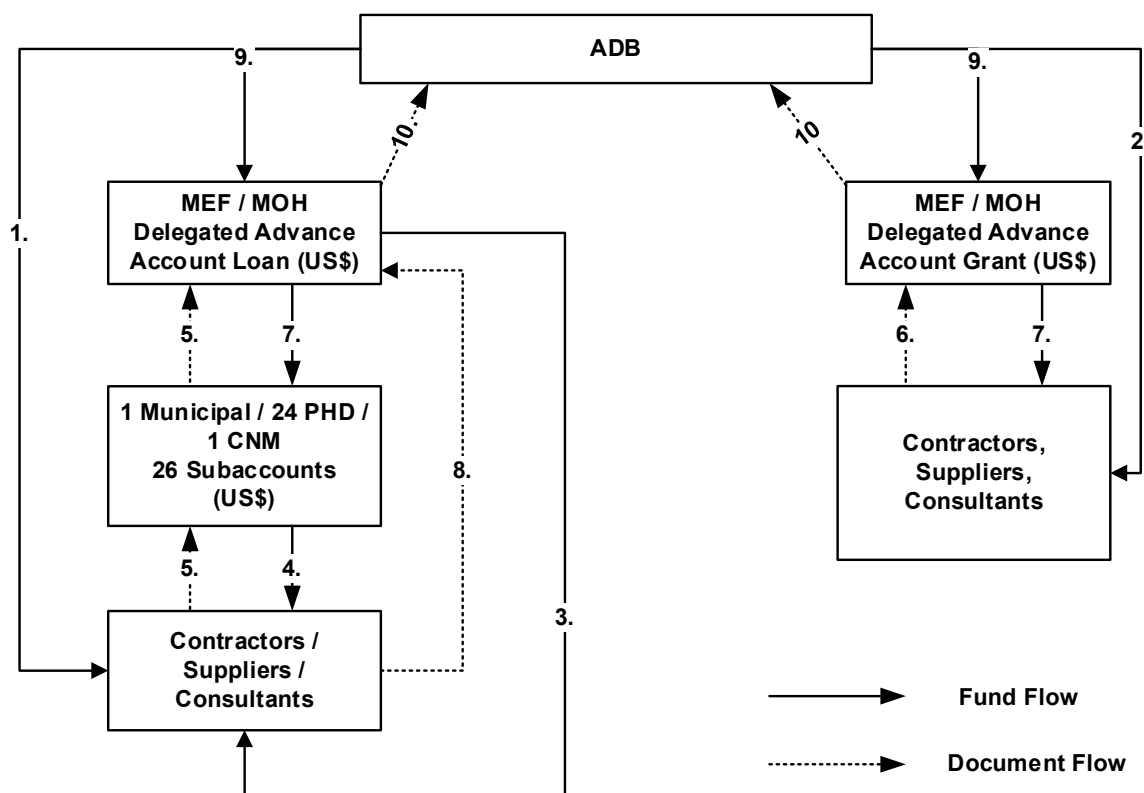 ADB
9.
9.
2
10.
10
1.
MEF / MOH
Delegated Advance
Account Loan (US$)
MEF / MOH
Delegated Advance
Account Grant (US$)
5.
7.
6.
7.
1 Municipal / 24 PHD /
1 CNM
26 Subaccounts
(US$)
8.
Contractors,
Suppliers,
Consultants
5.
4.
3.
Contractors /
Suppliers /
Consultants
Fund Flow
Document Flow